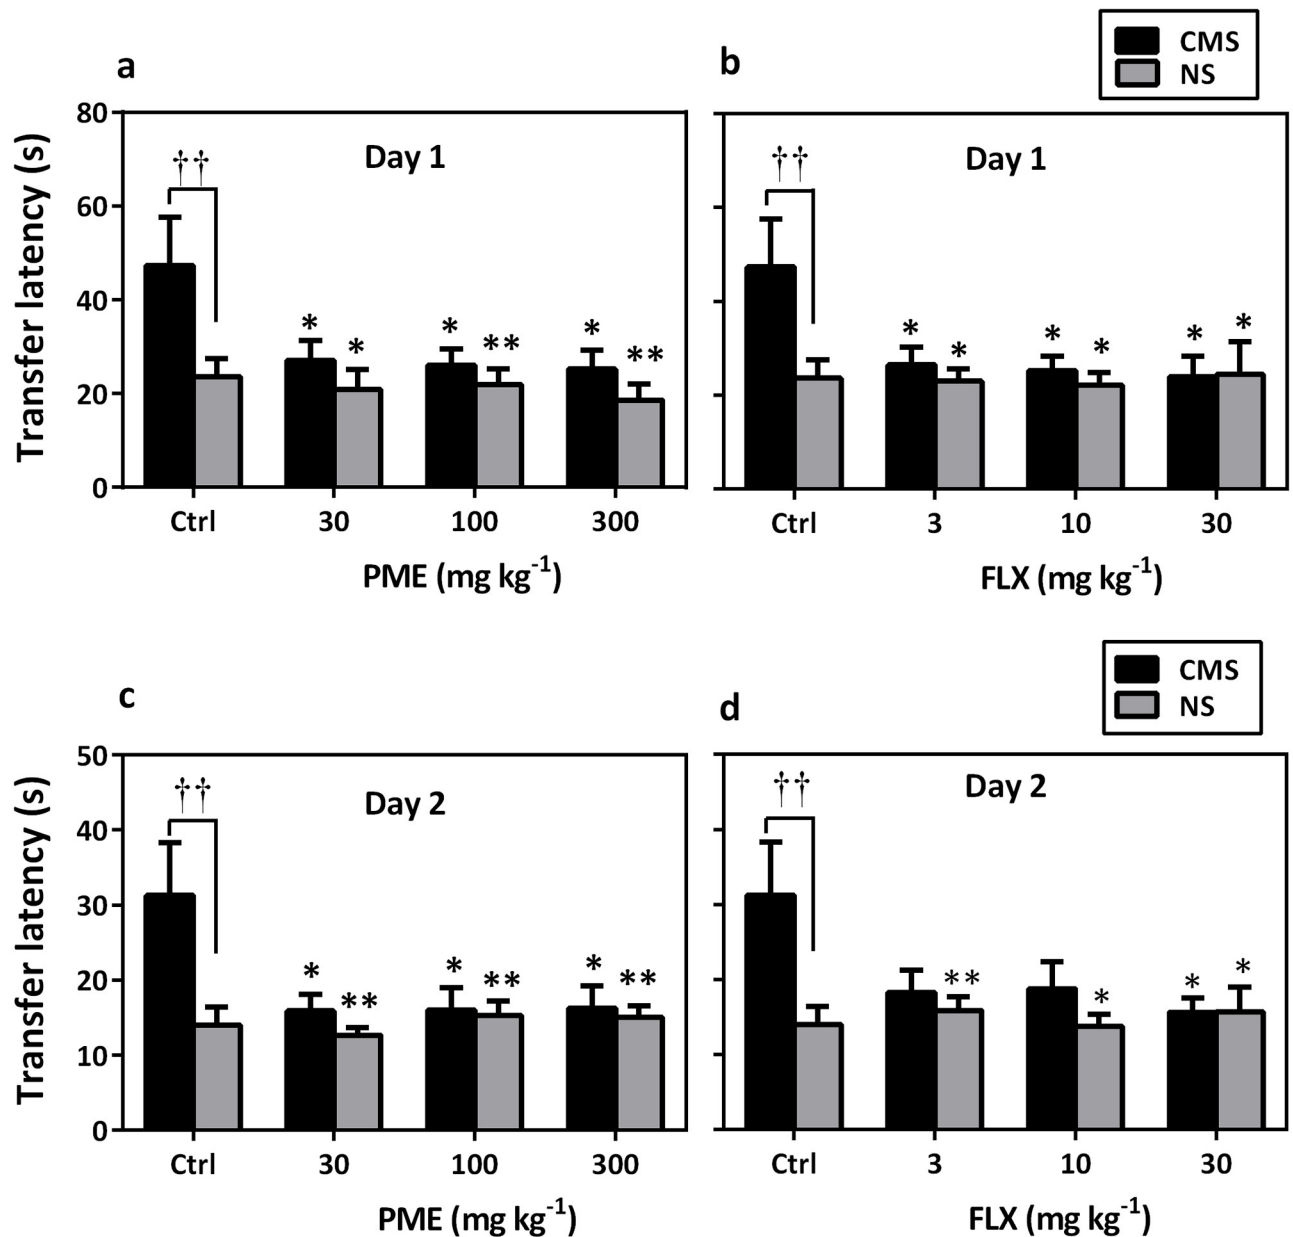 a
b
CMS
NS
Transfer latency (s)
80
60
40
20
0
Day 1
††
*
*
*
**
*
**
Ctrl
30
100
300
PME (mg kg-1)
Day 1
††
*
*
*
*
*
*
Ctrl
3
10
30
FLX (mg kg-1)
c
d
CMS
NS
Transfer latency (s)
50
40
30
20
10
0
Day 2
††
*
**
*
**
*
**
Ctrl
30
100
300
PME (mg kg-1)
Day 2
††
**
*
*
*
Ctrl
3
10
30
FLX (mg kg-1)